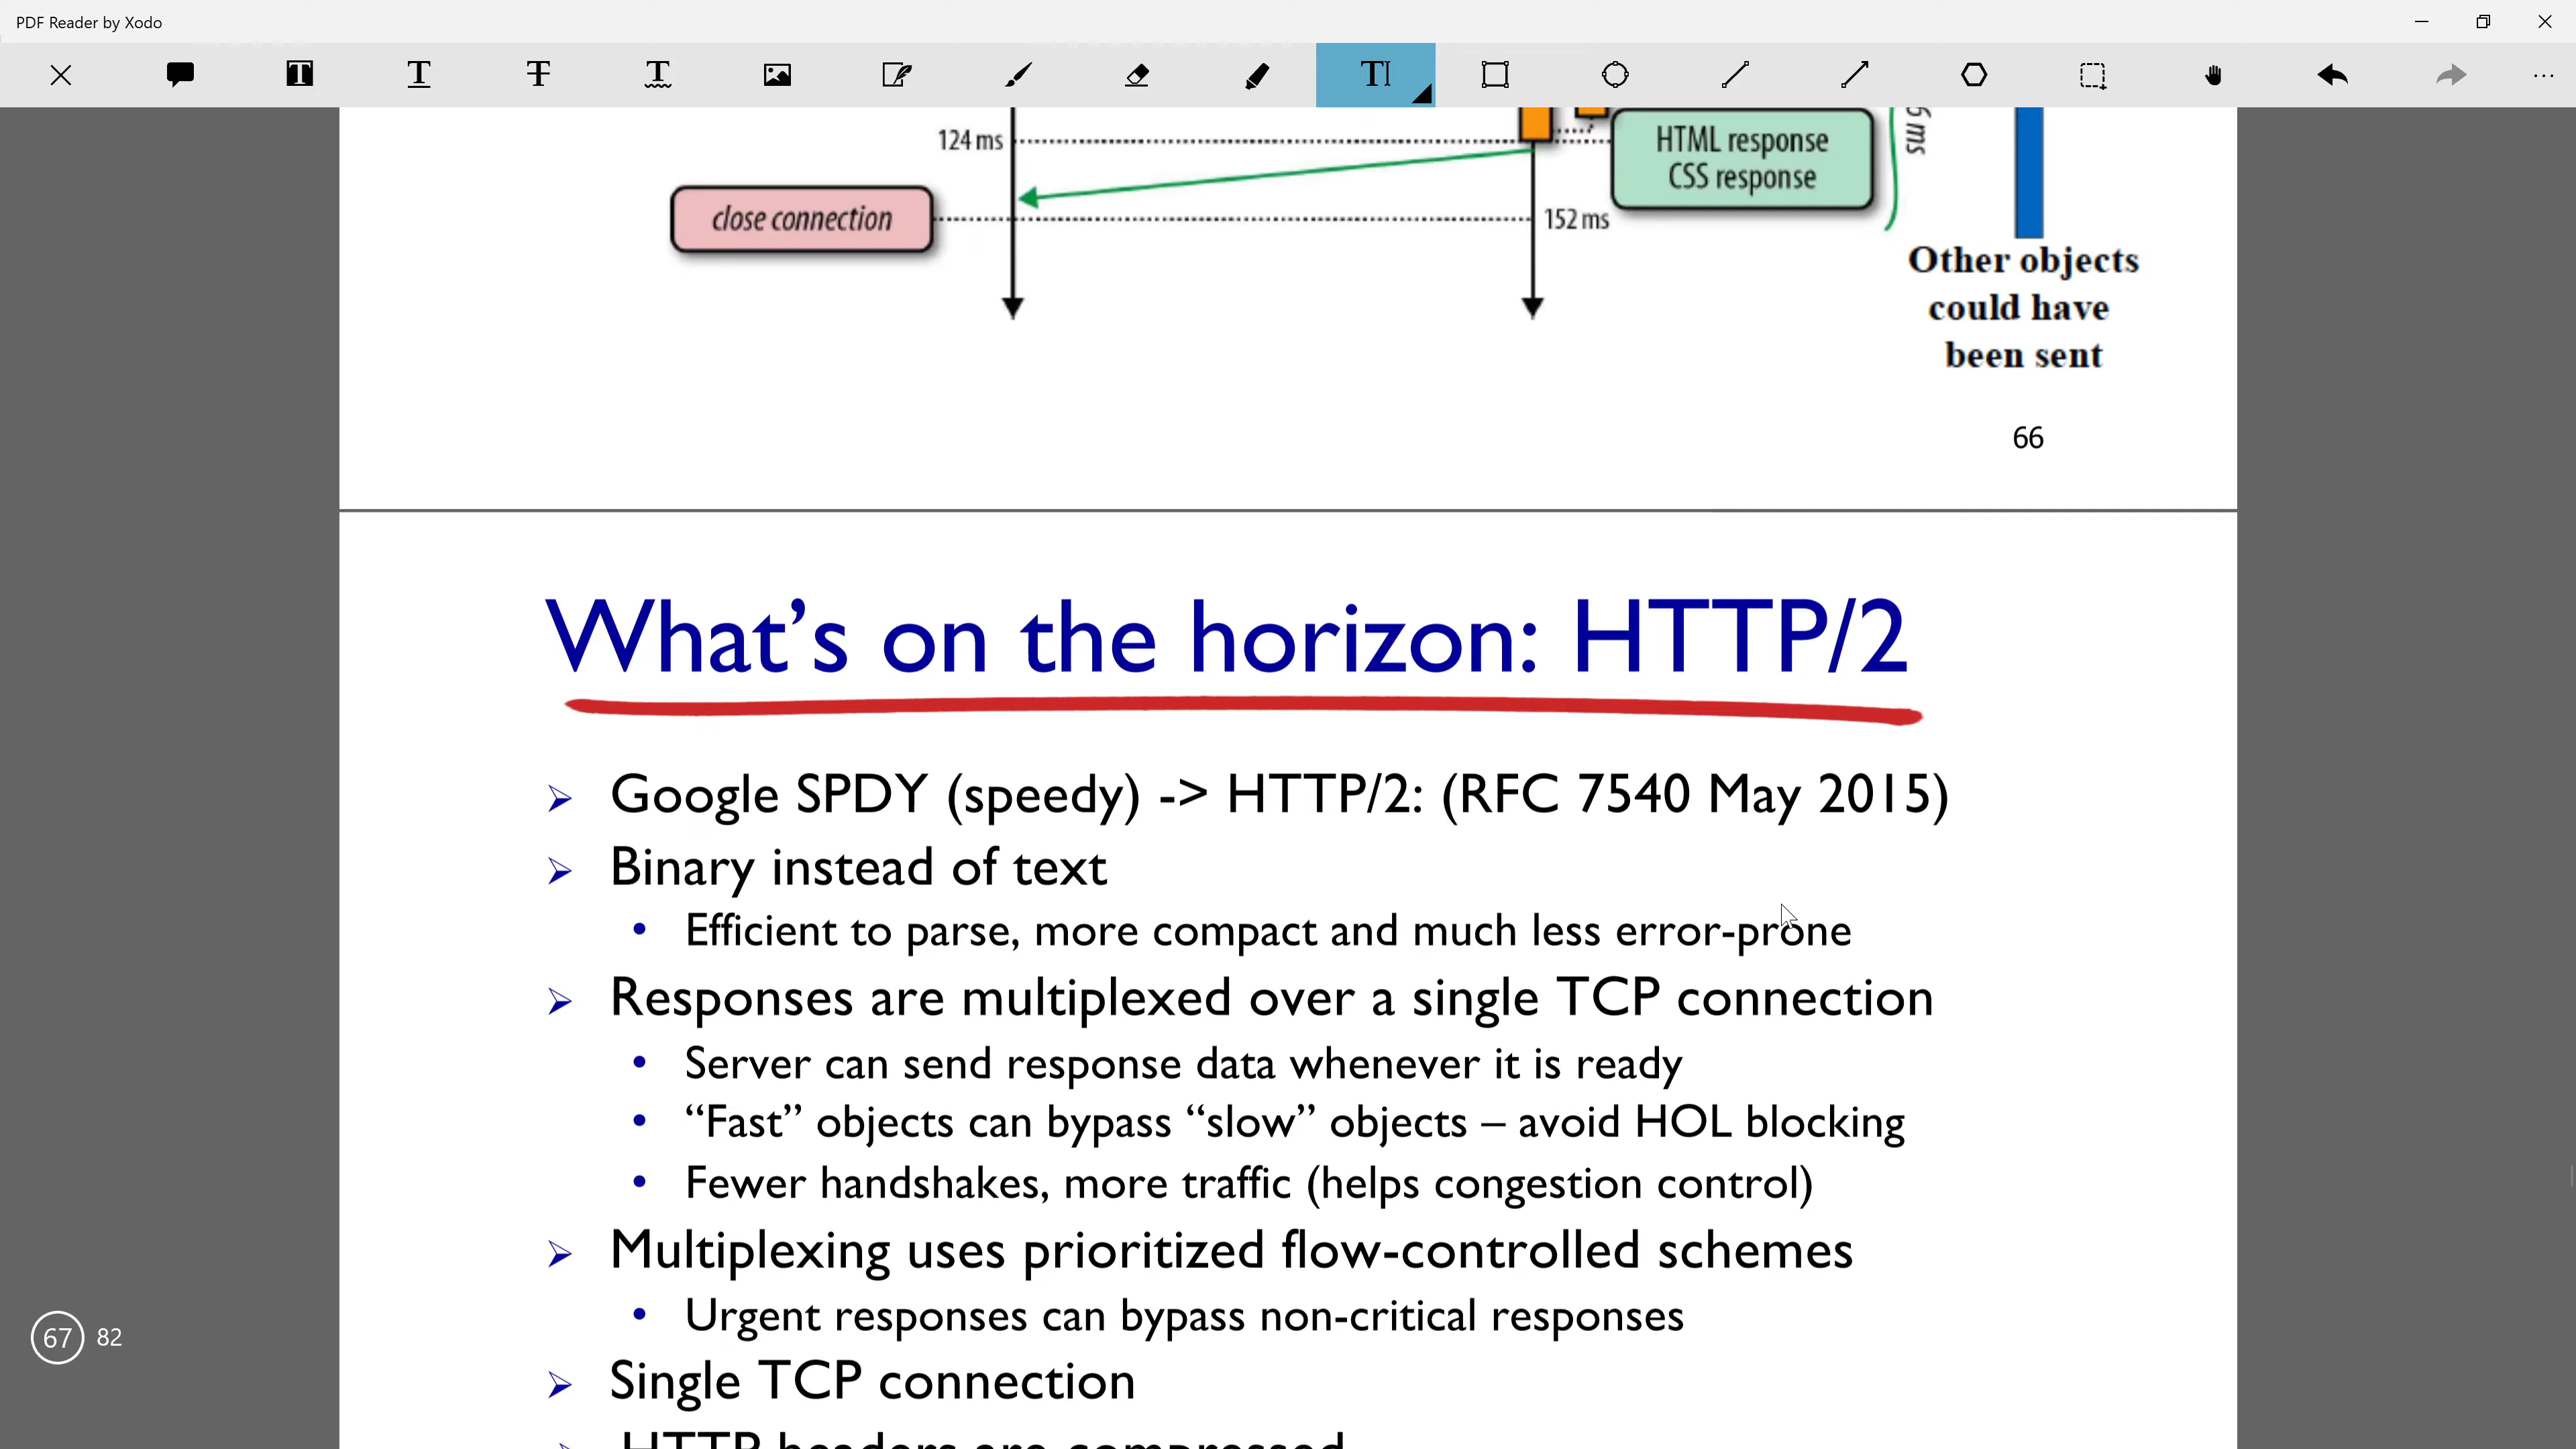 PDF Reader by Xodo
124 ms
HTML response
CSS response
close connection
152 ms
Other objects
could have
been sent
66
What's on the horizon: HTTP/2
➢ Google SPDY (speedy) -> HTTP/2: (RFC 7540 May 2015)
➢ Binary instead of text
• Efficient to parse, more compact and much less error-prone
➢ Responses are multiplexed over a single TCP connection
• Server can send response data whenever it is ready
• “Fast” objects can bypass “slow” objects – avoid HOL blocking
• Fewer handshakes, more traffic (helps congestion control)
➢ Multiplexing uses prioritized flow-controlled schemes
• Urgent responses can bypass non-critical responses
➢ Single TCP connection
➢ HTTP headers are compressed
67 82